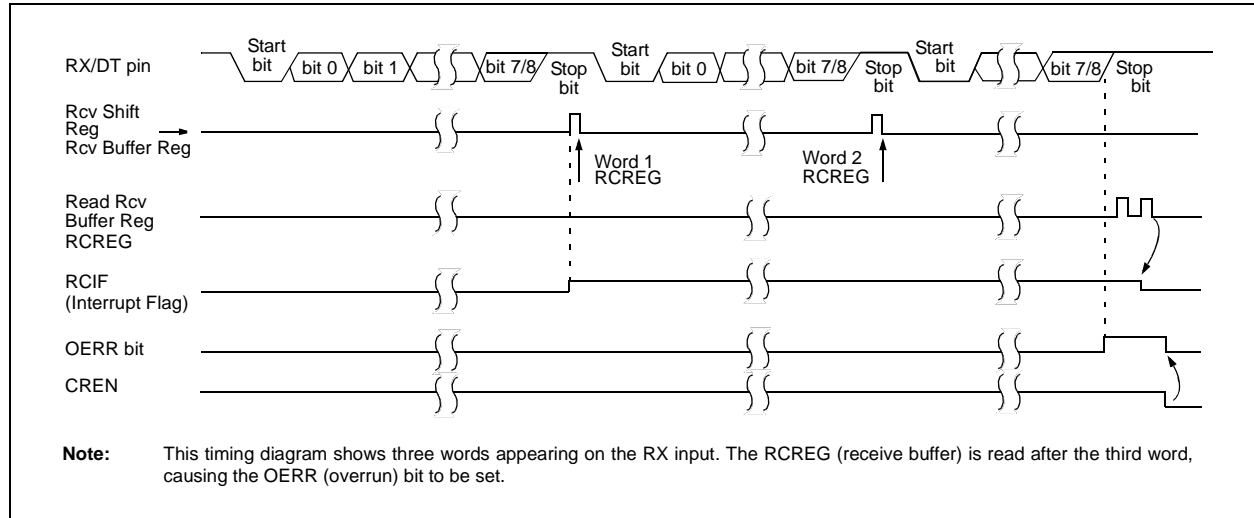 RX/DT pin
Start
bit
bit 0
bit 1
bit 7/8
Stop
bit
Start
bit
bit 0
bit 7/8
Stop
bit
Start
bit
bit 7/8
Stop
bit
Rcv Shift
Reg
Rcv Buffer Reg
Word 1
RCREG
Word 2
RCREG
Read Rcv
Buffer Reg
RCREG
RCIF
(Interrupt Flag)
OERR bit
CREN
Note: This timing diagram shows three words appearing on the RX input. The RCREG (receive buffer) is read after the third word,
causing the OERR (overrun) bit to be set.